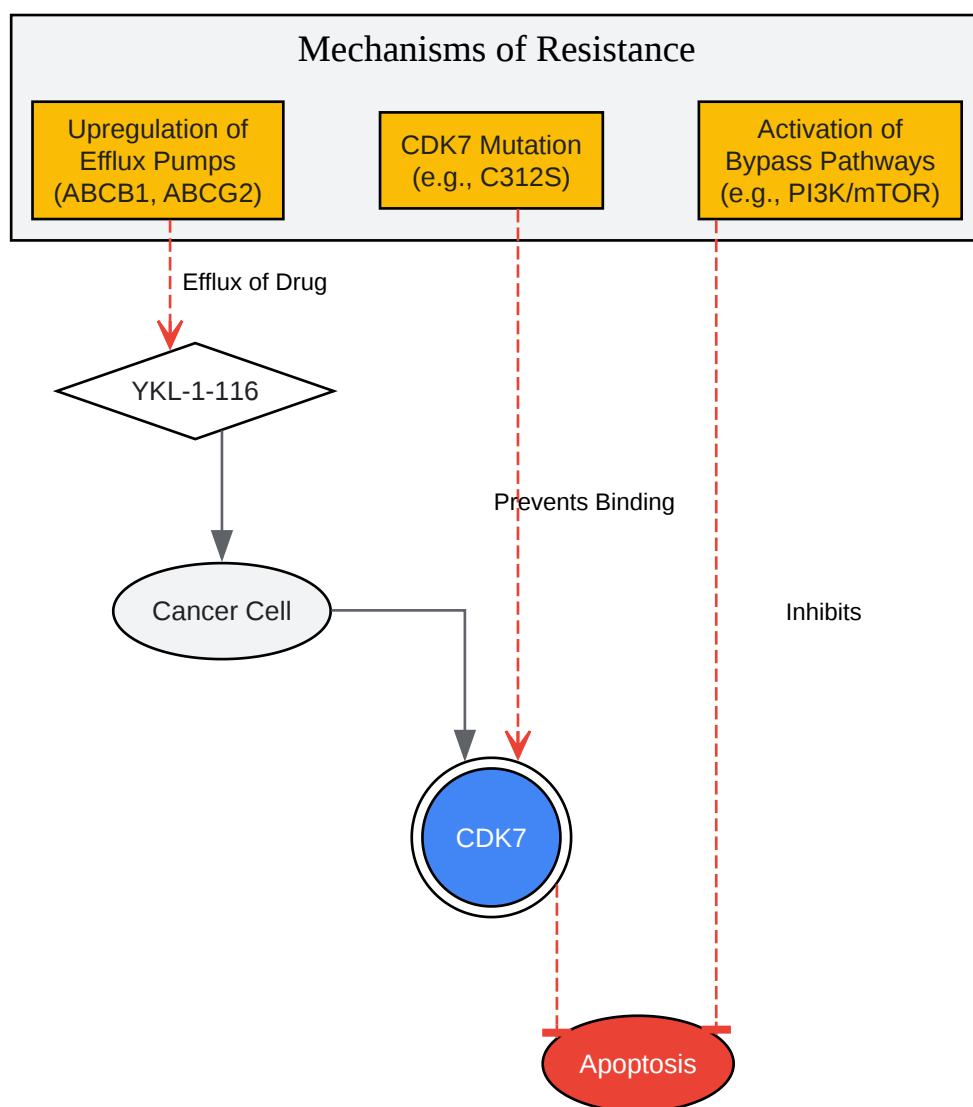 Mechanisms of Resistance
Upregulation of
Efflux Pumps
(ABCB1, ABCG2)
CDK7 Mutation
(e.g., C312S)
Activation of
Bypass Pathways
(e.g., PI3K/mTOR)
Efflux of Drug
YKL-1-116
Prevents Binding
Cancer Cell
Inhibits
CDK7
Apoptosis